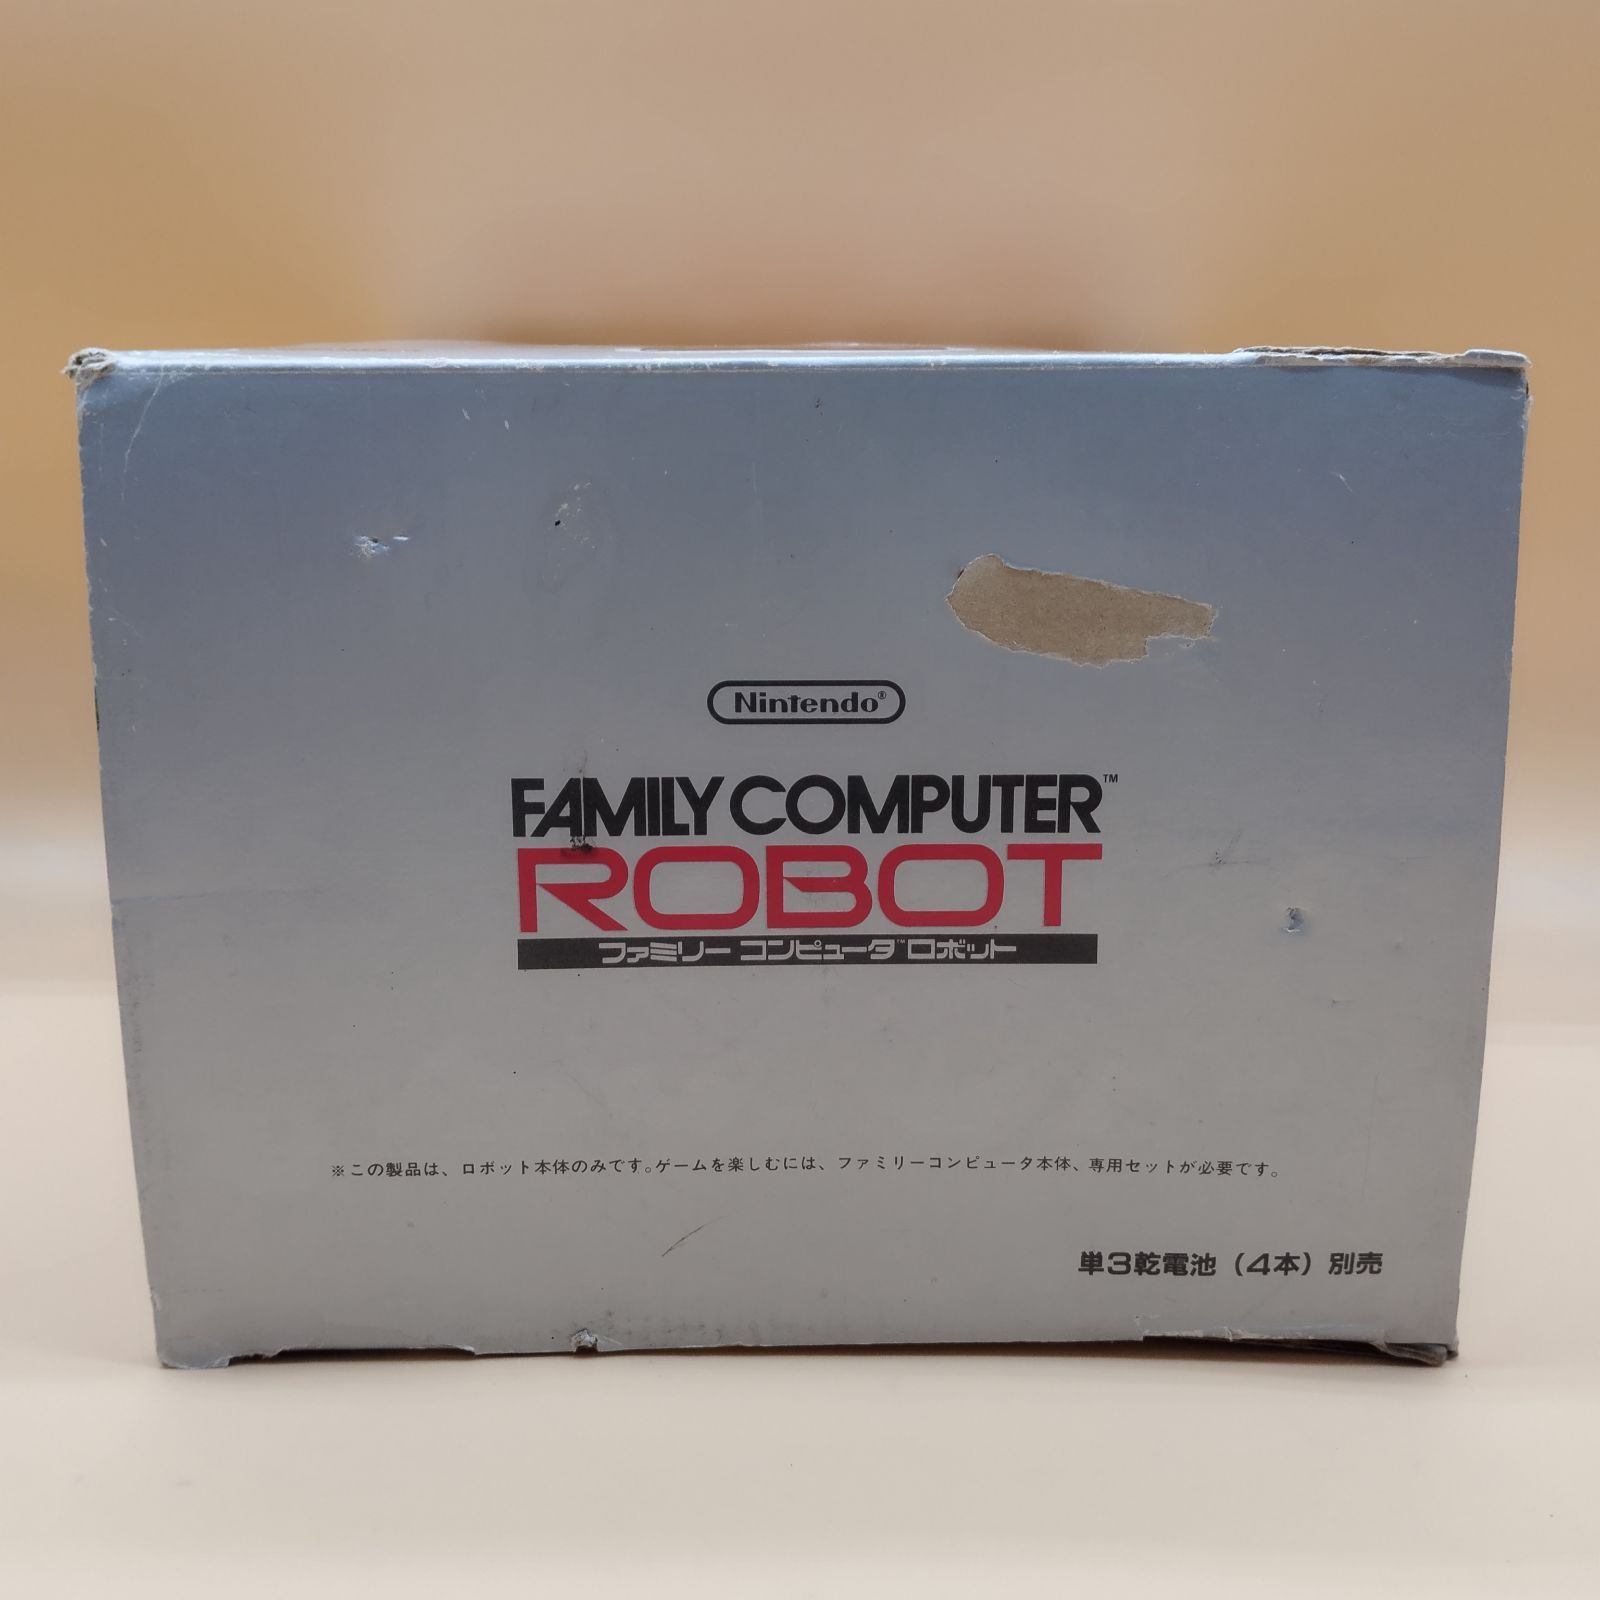 Nintendo®
FAMILY COMPUTER™
ROBOT
ファミリー コンピュータ™ ロボット
※この製品は、ロボット本体のみです。ゲームを楽しむには、ファミリーコンピュータ本体、専用セットが必要です。
単3乾電池（4本）別売